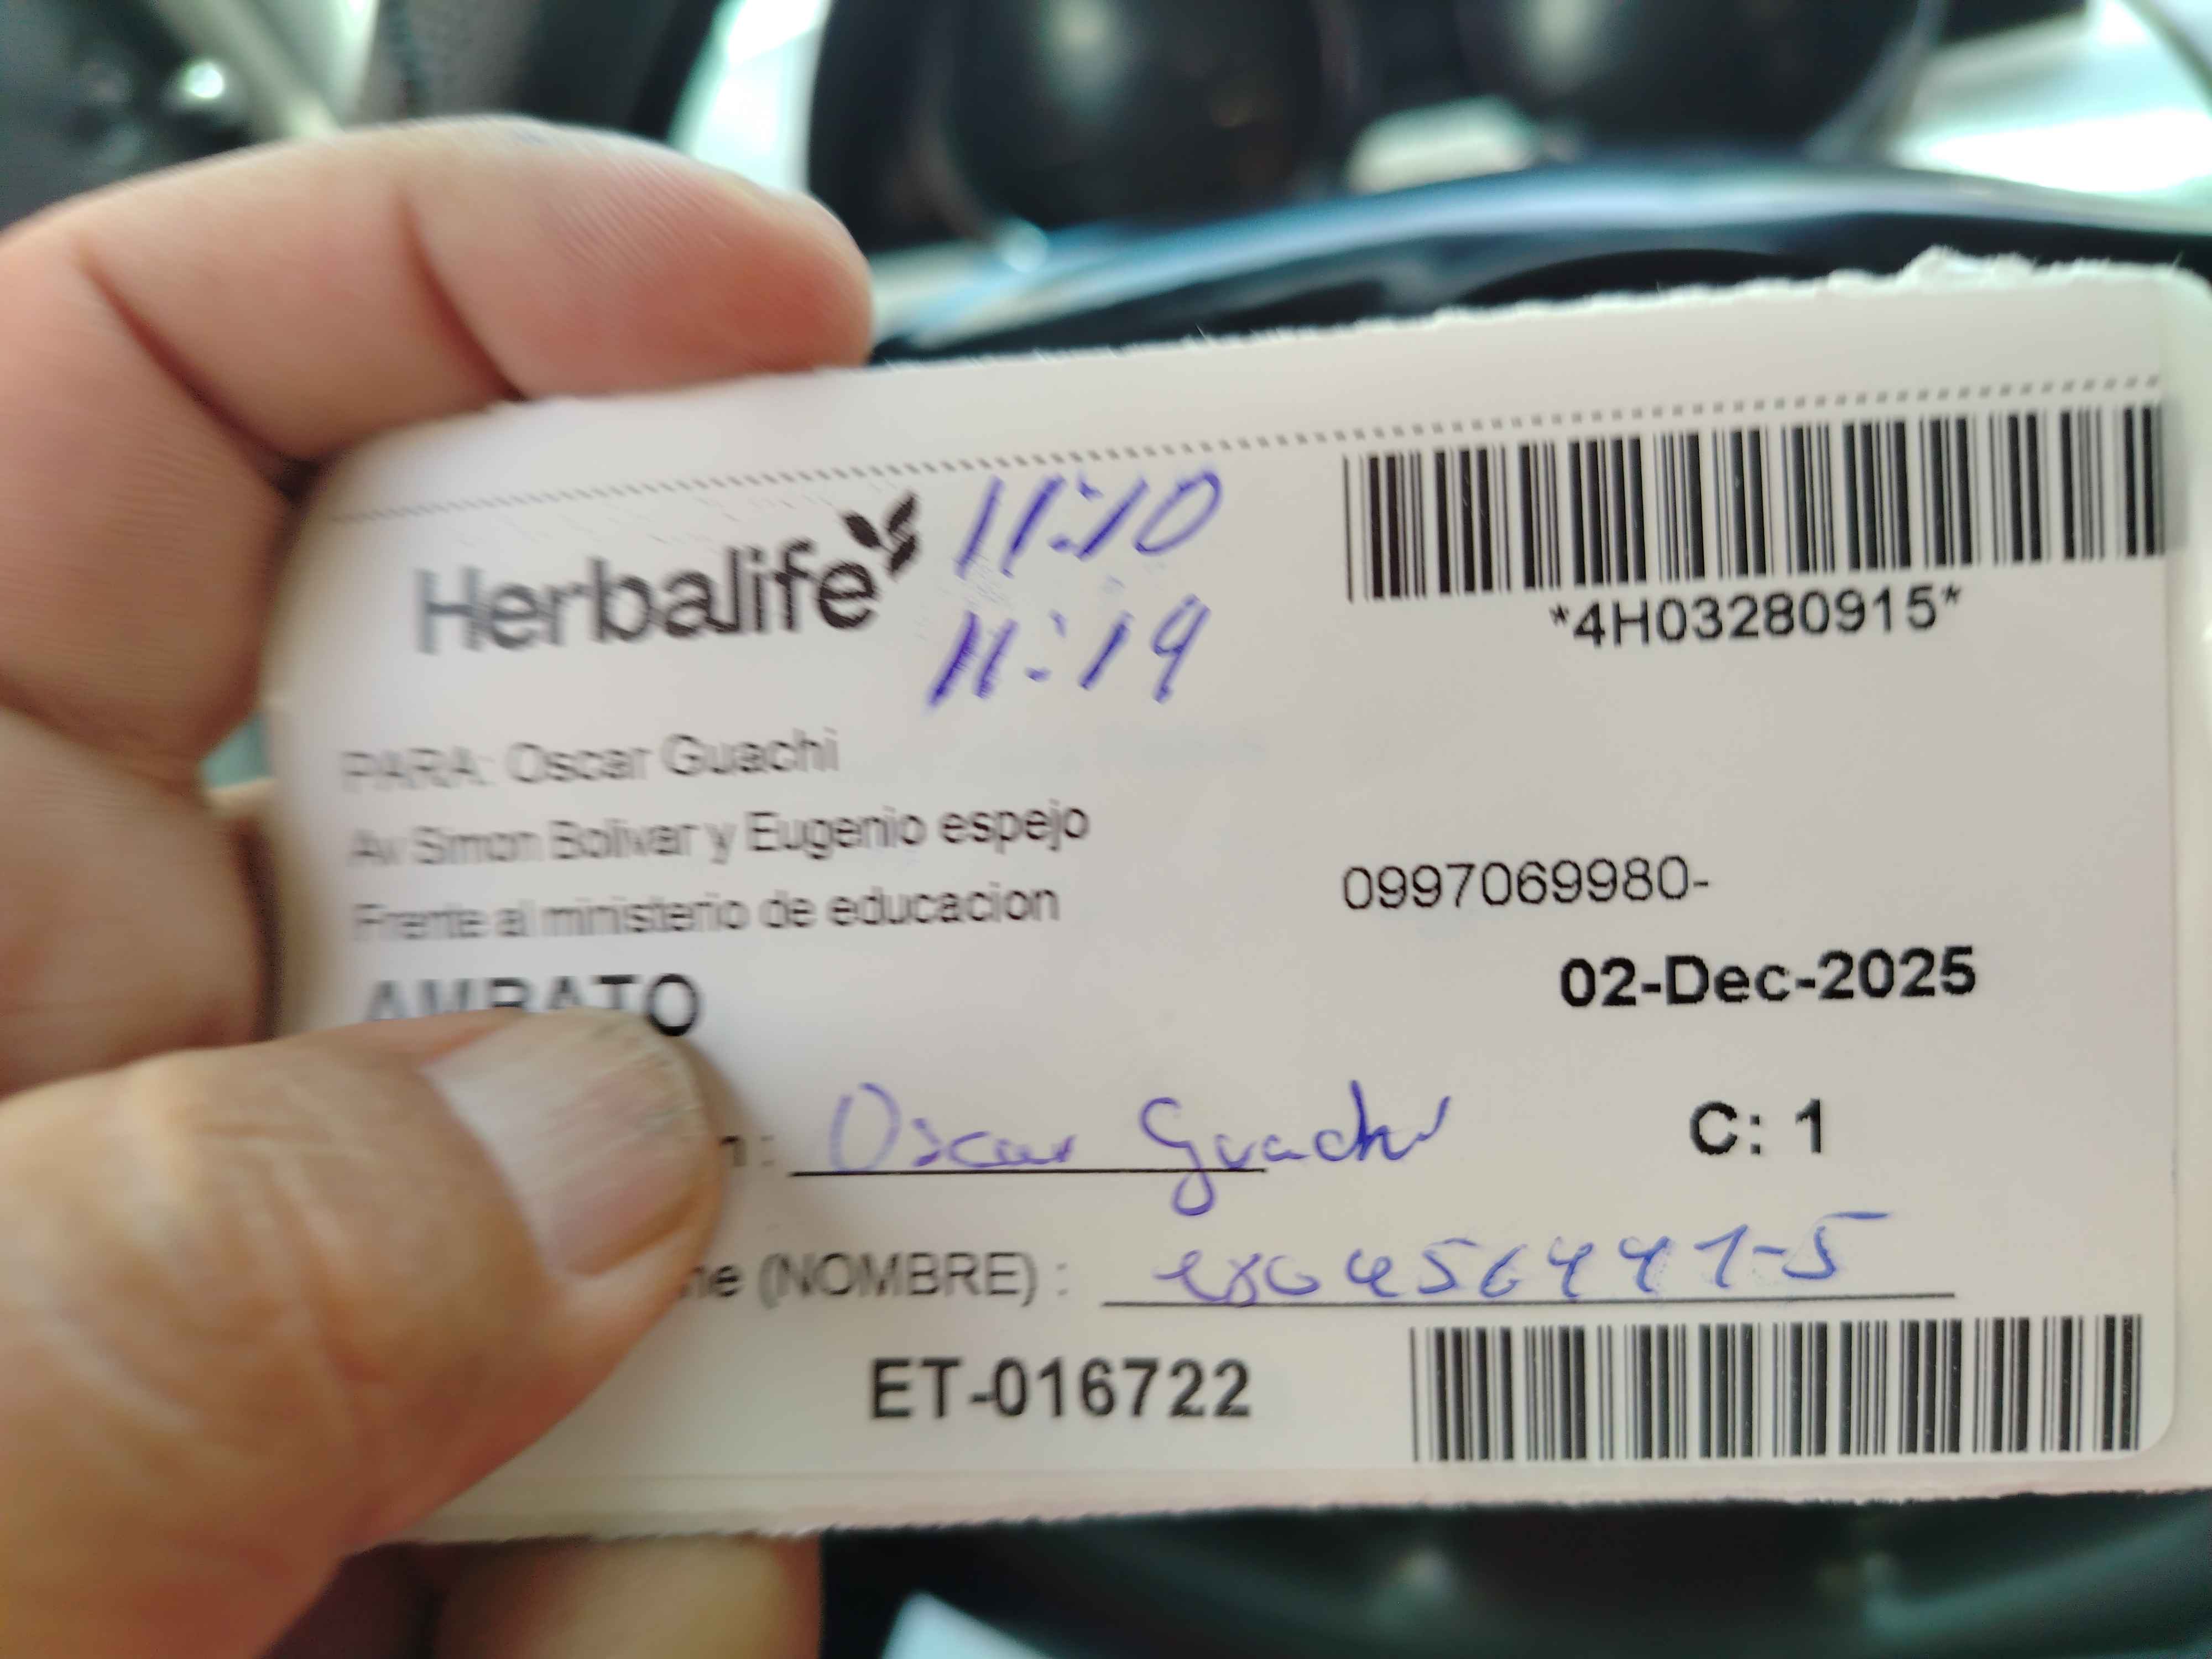 Herbalife
11:10
11:19
*4H03280915*
PARA: Oscar Guachi
Av Simon Bolivar y Eugenio espejo
Frente al ministerio de educacion
0997069980-
AMBATO
02-Dec-2025
: Oscar Guachi
C: 1
(NOMBRE) :
ET-016722